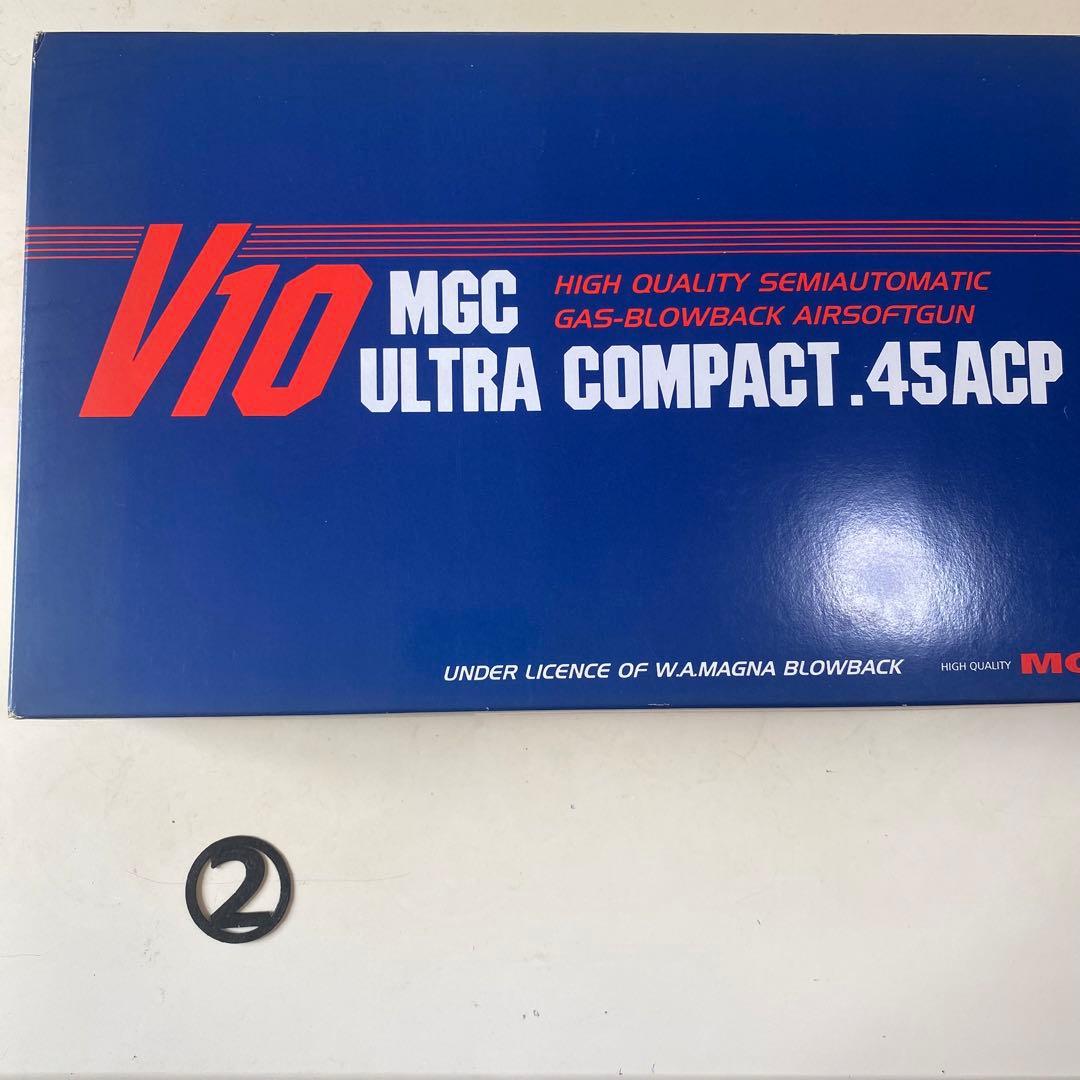 V10 MGC
HIGH QUALITY SEMIAUTOMATIC
GAS-BLOWBACK AIRSOFTGUN
ULTRA COMPACT .45ACP
UNDER LICENCE OF W.A.MAGNA BLOWBACK
HIGH QUALITY
2